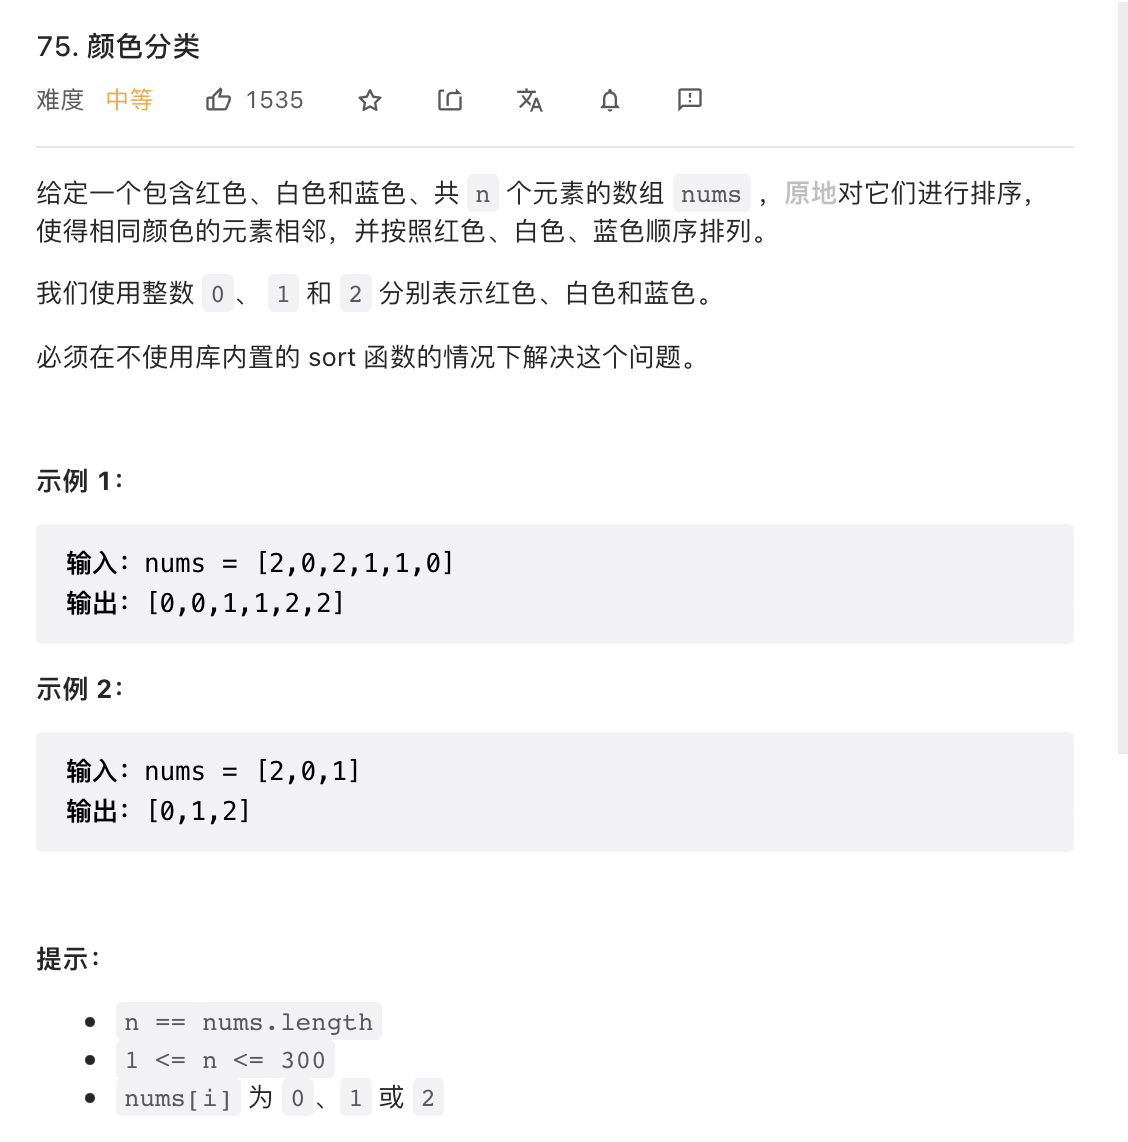 75. 颜色分类
难度 中等 1535
给定一个包含红色、白色和蓝色、共 n 个元素的数组 nums ，原地对它们进行排序，
使得相同颜色的元素相邻，并按照红色、白色、蓝色顺序排列。
我们使用整数 0、 1 和 2 分别表示红色、白色和蓝色。
必须在不使用库内置的 sort 函数的情况下解决这个问题。
示例 1：
输入：nums = [2,0,2,1,1,0]
输出：[0,0,1,1,2,2]
示例 2：
输入：nums = [2,0,1]
输出：[0,1,2]
提示：
• n == nums.length
• 1 <= n <= 300
• nums[i] 为 0、1 或 2